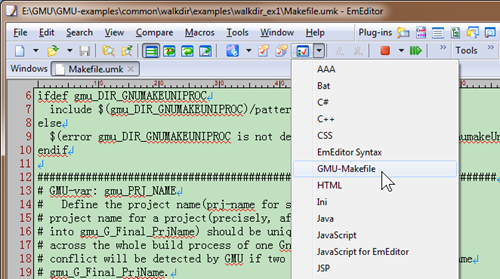 E:\GMU\GMU-examples\common\walkdir\examples\walkdir_ex1\Makefile.umk - EmEditor
File Edit Search View Compare Macros Tools Window Help Plug-ins
Tools
Windows Makefile.umk
6 ifdef gmu_DIR_GNUMAKEUNIPROC
7 include $(gmu_DIR_GNUMAKEUNIPROC)/patter
8 else
9 $(error gmu_DIR_GNUMAKEUNIPROC is not de
10 endif
11
12 ####################
13 # GMU-var: gmu_PRJ_NAME
14 # Define the project name(prj-name for s
15 # project name for a project(precisely, af
16 # into gmu_G_Final_PrjName) should be uniq
17 # across the whole build process of one Gn
18 # conflict will be detected by GMU if two
19 # gmu_G_Final_PrjName.
AAA
Bat
C#
C++
CSS
EmEditor Syntax
GMU-Makefile
HTML
Ini
Java
JavaScript
JavaScript for EmEditor
JSP